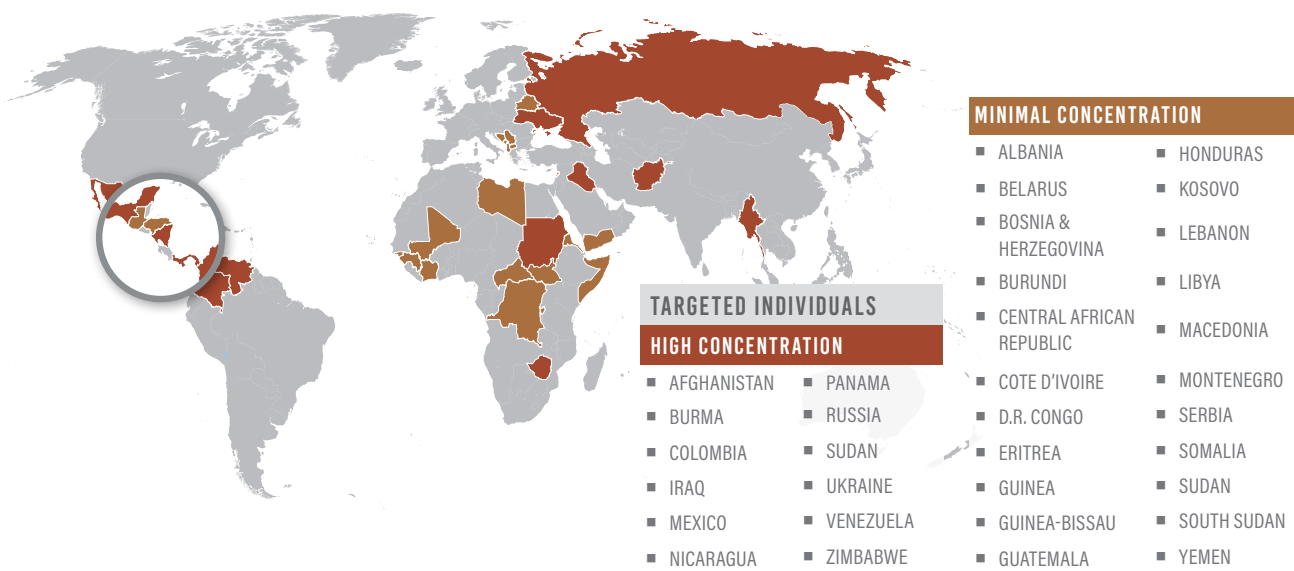 TARGETED INDIVIDUALS
HIGH CONCENTRATION
AFGHANISTAN
BURMA
COLOMBIA
IRAQ
MEXICO
NICARAGUA
PANAMA
RUSSIA
SUDAN
UKRAINE
VENEZUELA
ZIMBABWE
MINIMAL CONCENTRATION
ALBANIA
BELARUS
BOSNIA &
HERZEGOVINA
BURUNDI
CENTRAL AFRICAN
REPUBLIC
COTE D'IVOIRE
D.R. CONGO
ERITREA
GUINEA
GUINEA-BISSAU
GUATEMALA
HONDURAS
KOSOVO
LEBANON
LIBYA
MACEDONIA
MONTENEGRO
SERBIA
SOMALIA
SUDAN
SOUTH SUDAN
YEMEN